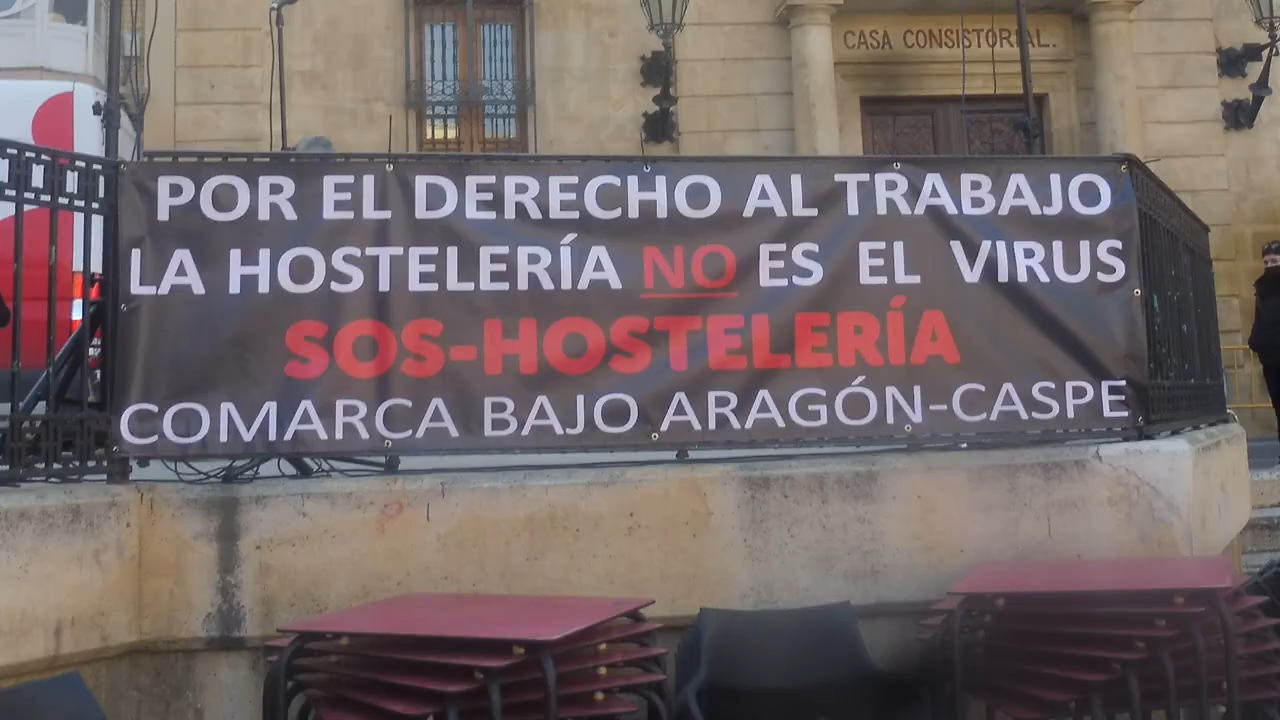 CASA CONSISTORIAL.
POR EL DERECHO AL TRABAJO
LA HOSTELERÍA NO ES EL VIRUS
SOS-HOSTELERÍA
COMARCA BAJO ARAGÓN-CASPE